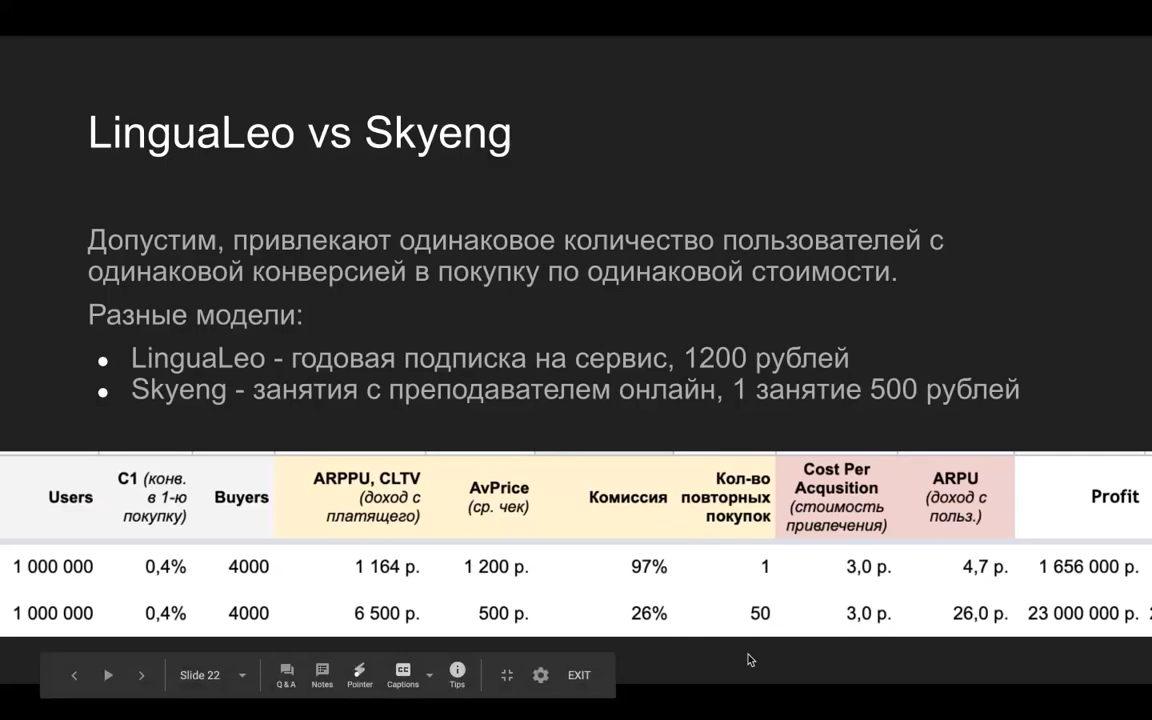 LinguaLeo vs Skyeng
Допустим, привлекают одинаковое количество пользователей с
одинаковой конверсией в покупку по одинаковой стоимости.
Разные модели:
● LinguaLeo - годовая подписка на сервис, 1200 рублей
● Skyeng - занятия с преподавателем онлайн, 1 занятие 500 рублей
Users
C1 (конв.
в 1-ю
покупку)
Buyers
ARPPU, CLTV
(доход с
платящего)
AvPrice
(ср. чек)
Комиссия
Кол-во
повторных
покупок
Cost Per
Acqusition
(стоимость
привлечения)
ARPU
(доход с
польз.)
Profit
1 000 000 0,4% 4000 1 164 р. 1 200 р. 97% 1 3,0 р. 4,7 р. 1 656 000 р.
1 000 000 0,4% 4000 6 500 р. 500 р. 26% 50 3,0 р. 26,0 р. 23 000 000 р.
Slide 22
Q & A
Notes
Pointer
CC
Captions
Tips
EXIT